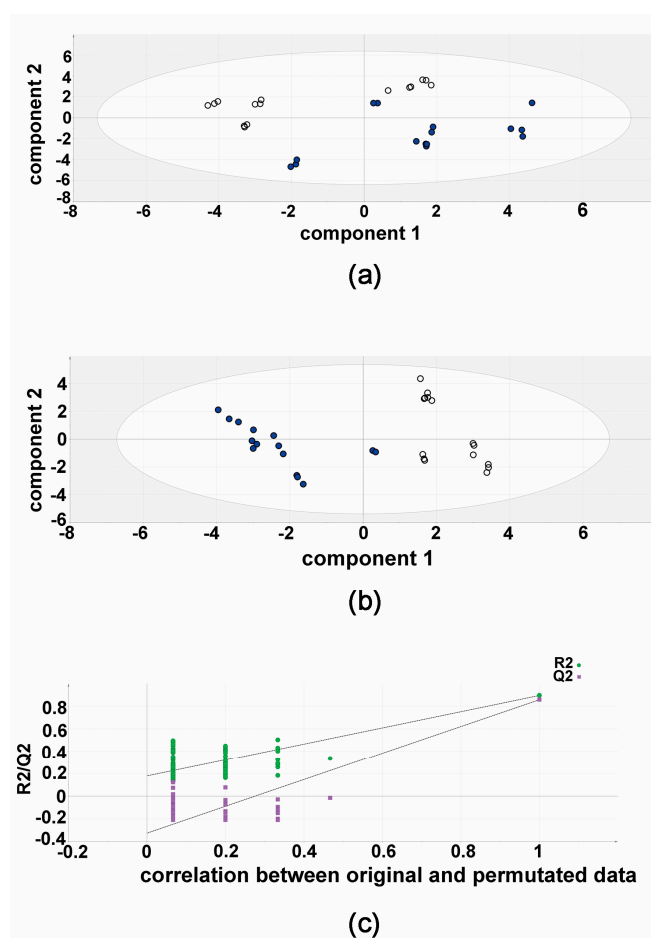 component 2
6
4
2
0
-2
-4
-6
-8
-8 -6 -4 -2 0 2 4 6
component 1
(a)
component 2
4
2
0
-2
-4
-6
-8 -6 -4 -2 0 2 4 6
component 1
(b)
R2
Q2
R2/Q2
0.8
0.6
0.4
0.2
0
-0.2
-0.4
-0.2 0 0.2 0.4 0.6 0.8 1
correlation between original and permutated data
(c)